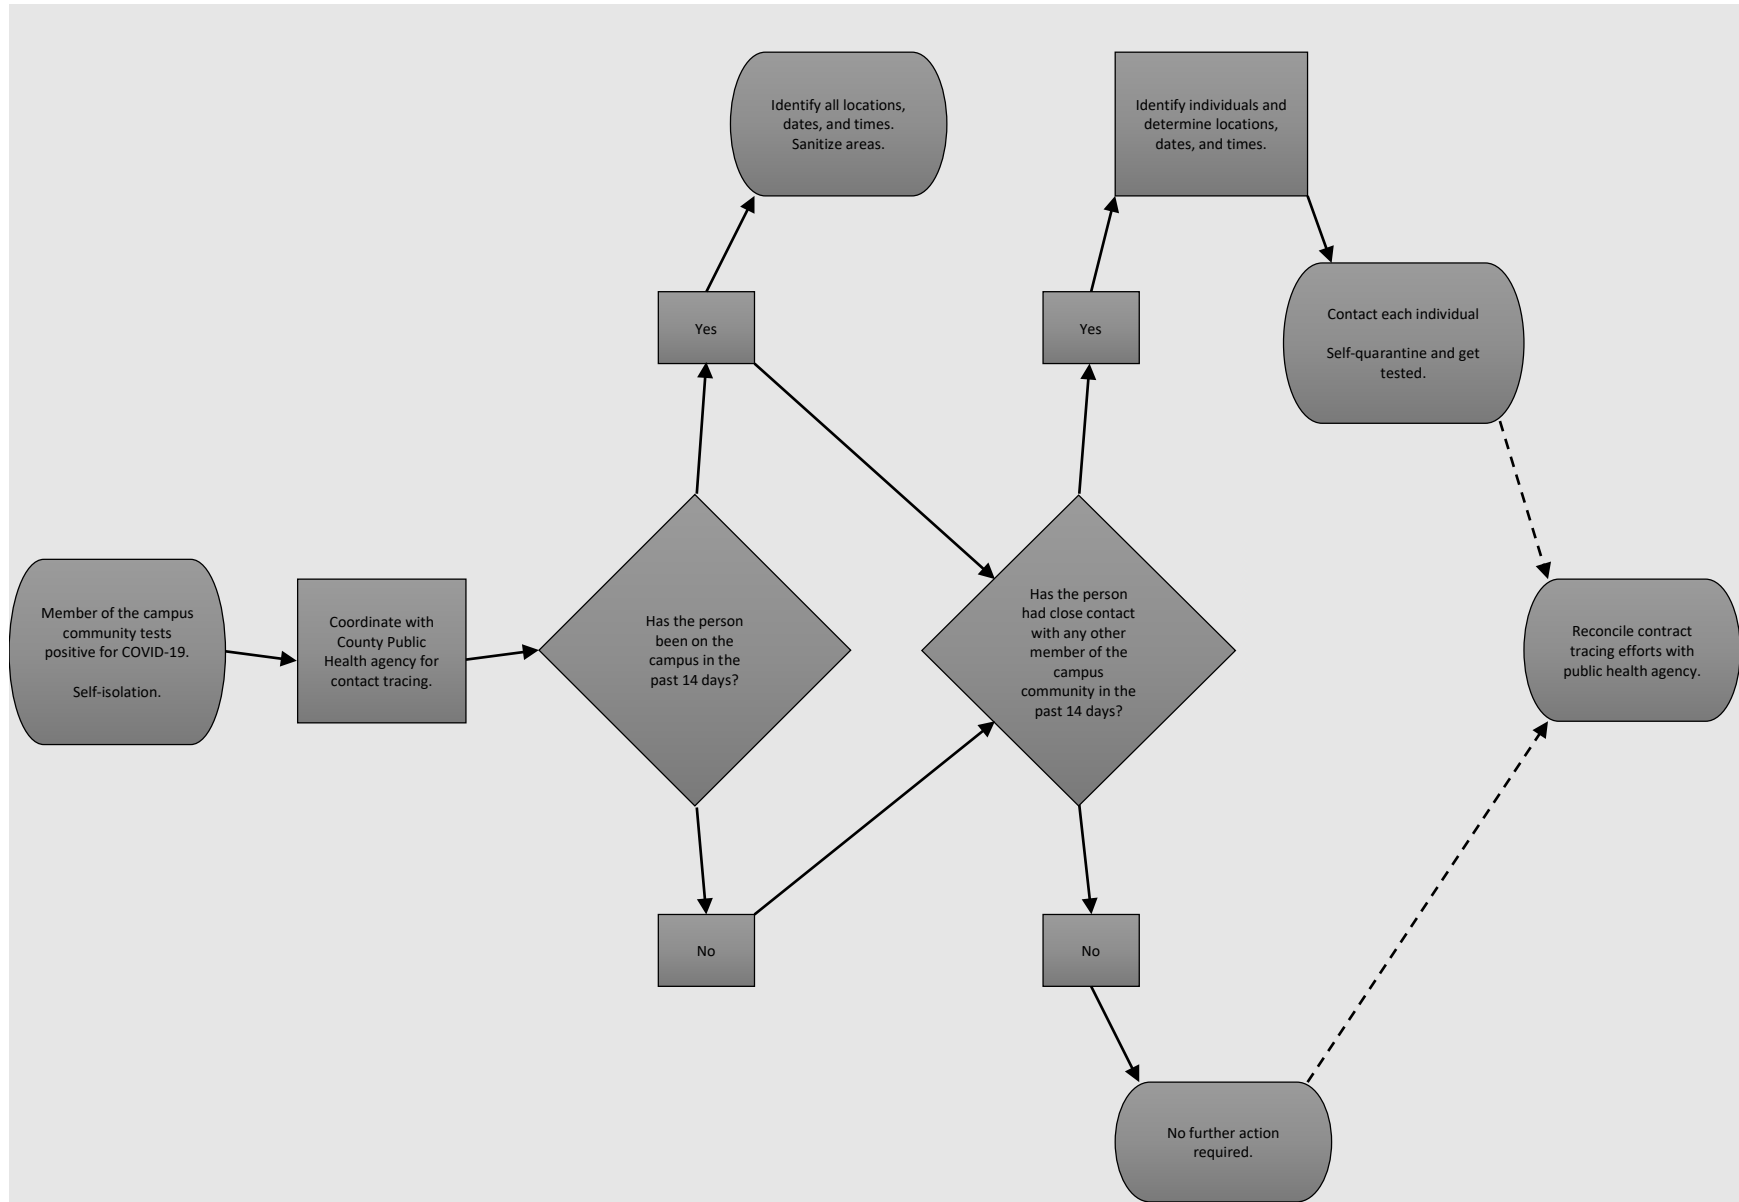 Member of the campus
community tests
positive for COVID-19.
Self-isolation.
Coordinate with
County Public
Health agency for
contact tracing.
Has the person
been on the
campus in the
past 14 days?
Yes
Identify all locations,
dates, and times.
Sanitize areas.
No
Has the person
had close contact
with any other
member of the
campus
community in the
past 14 days?
Yes
Identify individuals and
determine locations,
dates, and times.
Contact each individual
Self-quarantine and get
tested.
No
No further action
required.
Reconcile contract
tracing efforts with
public health agency.